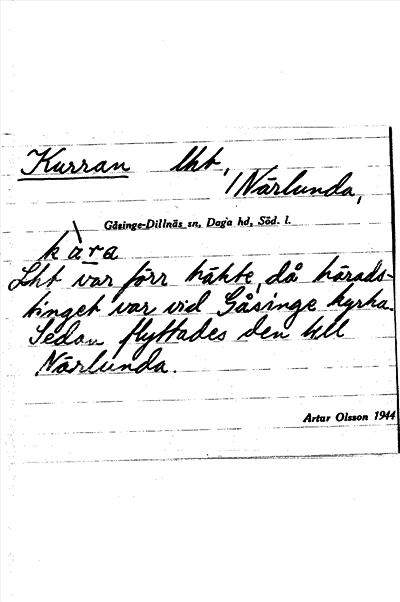 Kurran lht,
/ Närlunda,
Gåsinge-Dillnäs sn, Daga hd, Söd. l.
kàra
Lht var förr häkte, då härads-
tinget var vid Gåsinge kyrka.
Sedan flyttades den till
Närlunda.
Artur Olsson 1944